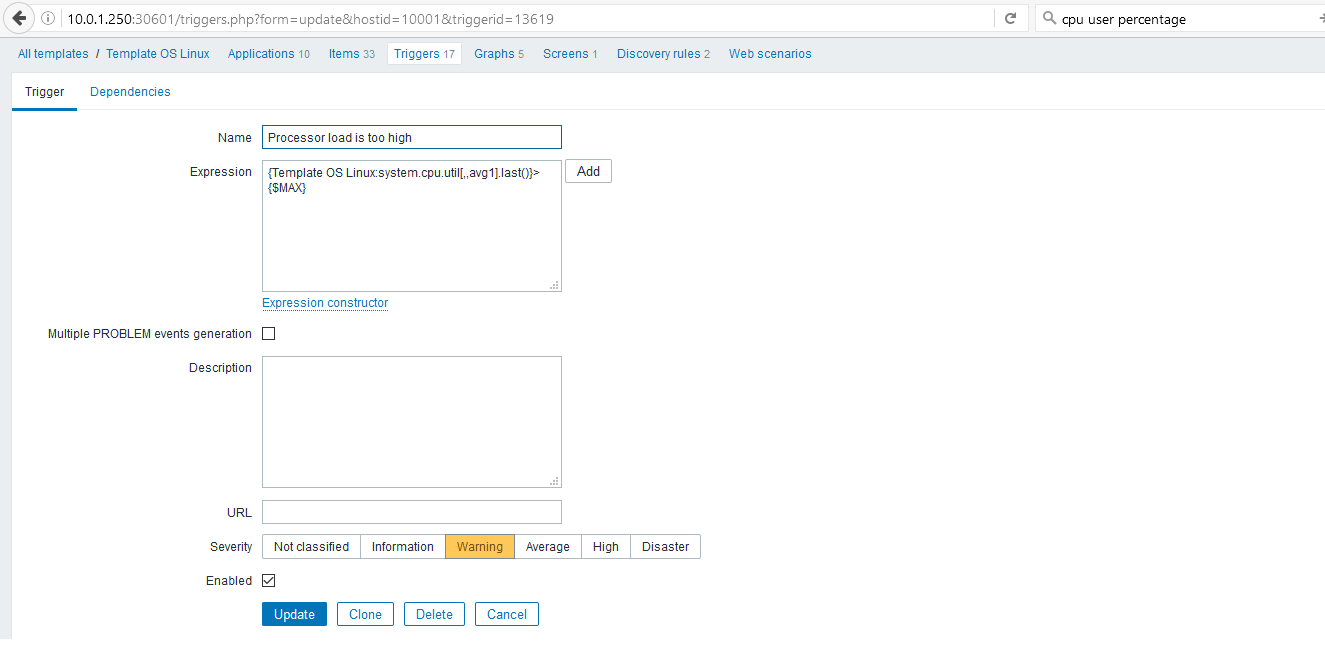 10.0.1.250:30601/triggers.php?form=update&hostid=10001&triggerid=13619 cpu user percentage
All templates / Template OS Linux Applications 10 Items 33 Triggers 17 Graphs 5 Screens 1 Discovery rules 2 Web scenarios
Trigger Dependencies
Name Processor load is too high
Expression {Template OS Linux:system.cpu.util[,,avg1].last()}> Add
{$MAX}
Expression constructor
Multiple PROBLEM events generation
Description
URL
Severity Not classified Information Warning Average High Disaster
Enabled
Update Clone Delete Cancel